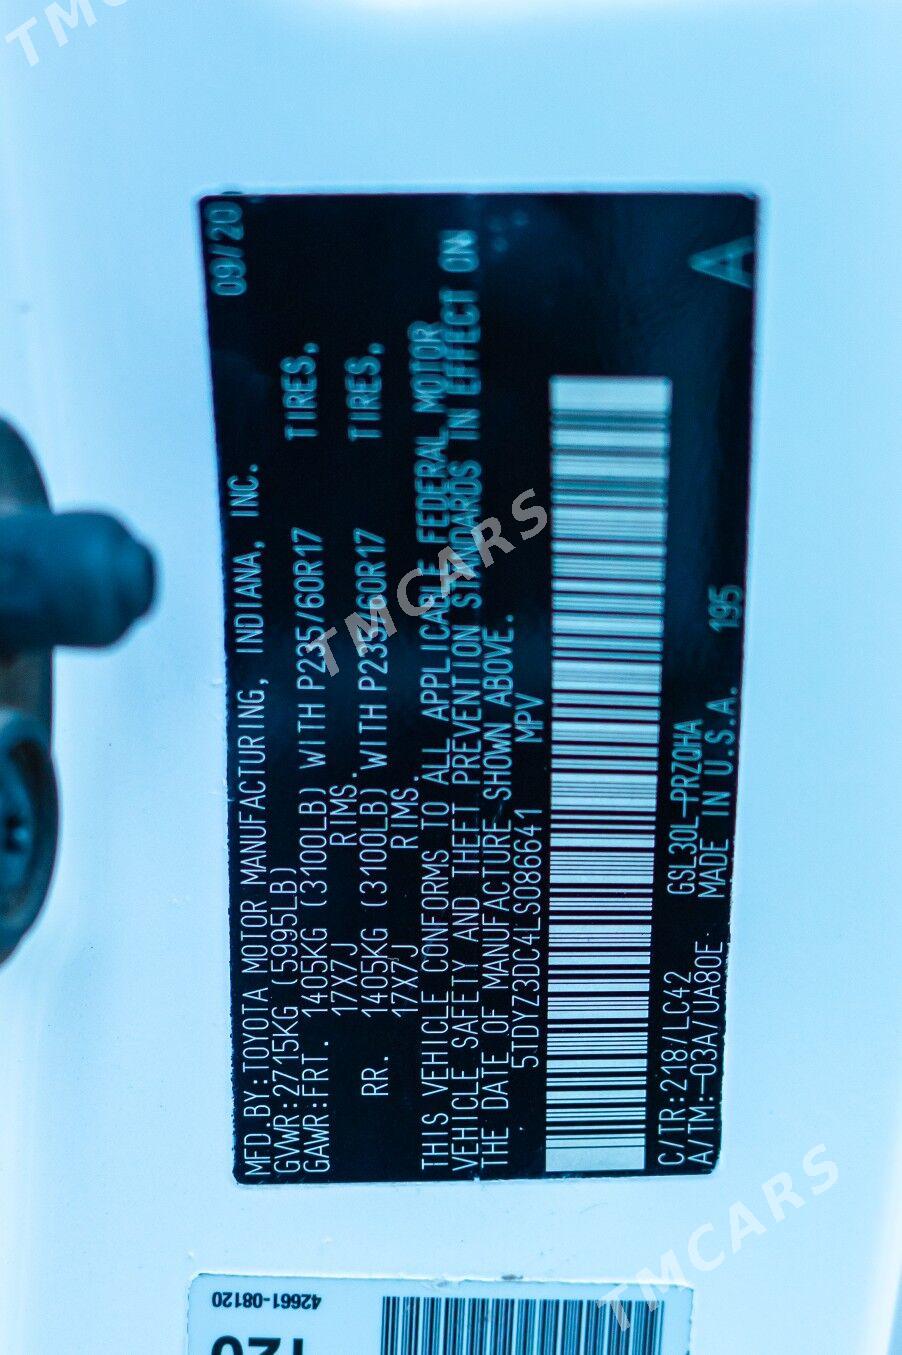 MFD.BY:TOYOTA MOTOR MANUFACTURING, INDIANA, INC. 09/20
GVWR:2715KG (5995LB)
GAWR:FRT. 1405KG (3100LB) WITH P235/60R17 TIRES,
17X7J RIMS.
RR. 1405KG (3100LB) WITH P235/60R17 TIRES,
17X7J RIMS.
THIS VEHICLE CONFORMS TO ALL APPLICABLE FEDERAL MOTOR
VEHICLE SAFETY AND THEFT PREVENTION STANDARDS IN EFFECT ON
THE DATE OF MANUFACTURE SHOWN ABOVE.
5TDYZ3DC4LS086641 MPV
C/TR:218/LC42 GSL30L-PRZQHA
A/TM:-03A/UA80E MADE IN U.S.A. 195 A
42661-08120
120
TMCARS
TMCARS
TMCARS
TMCARS